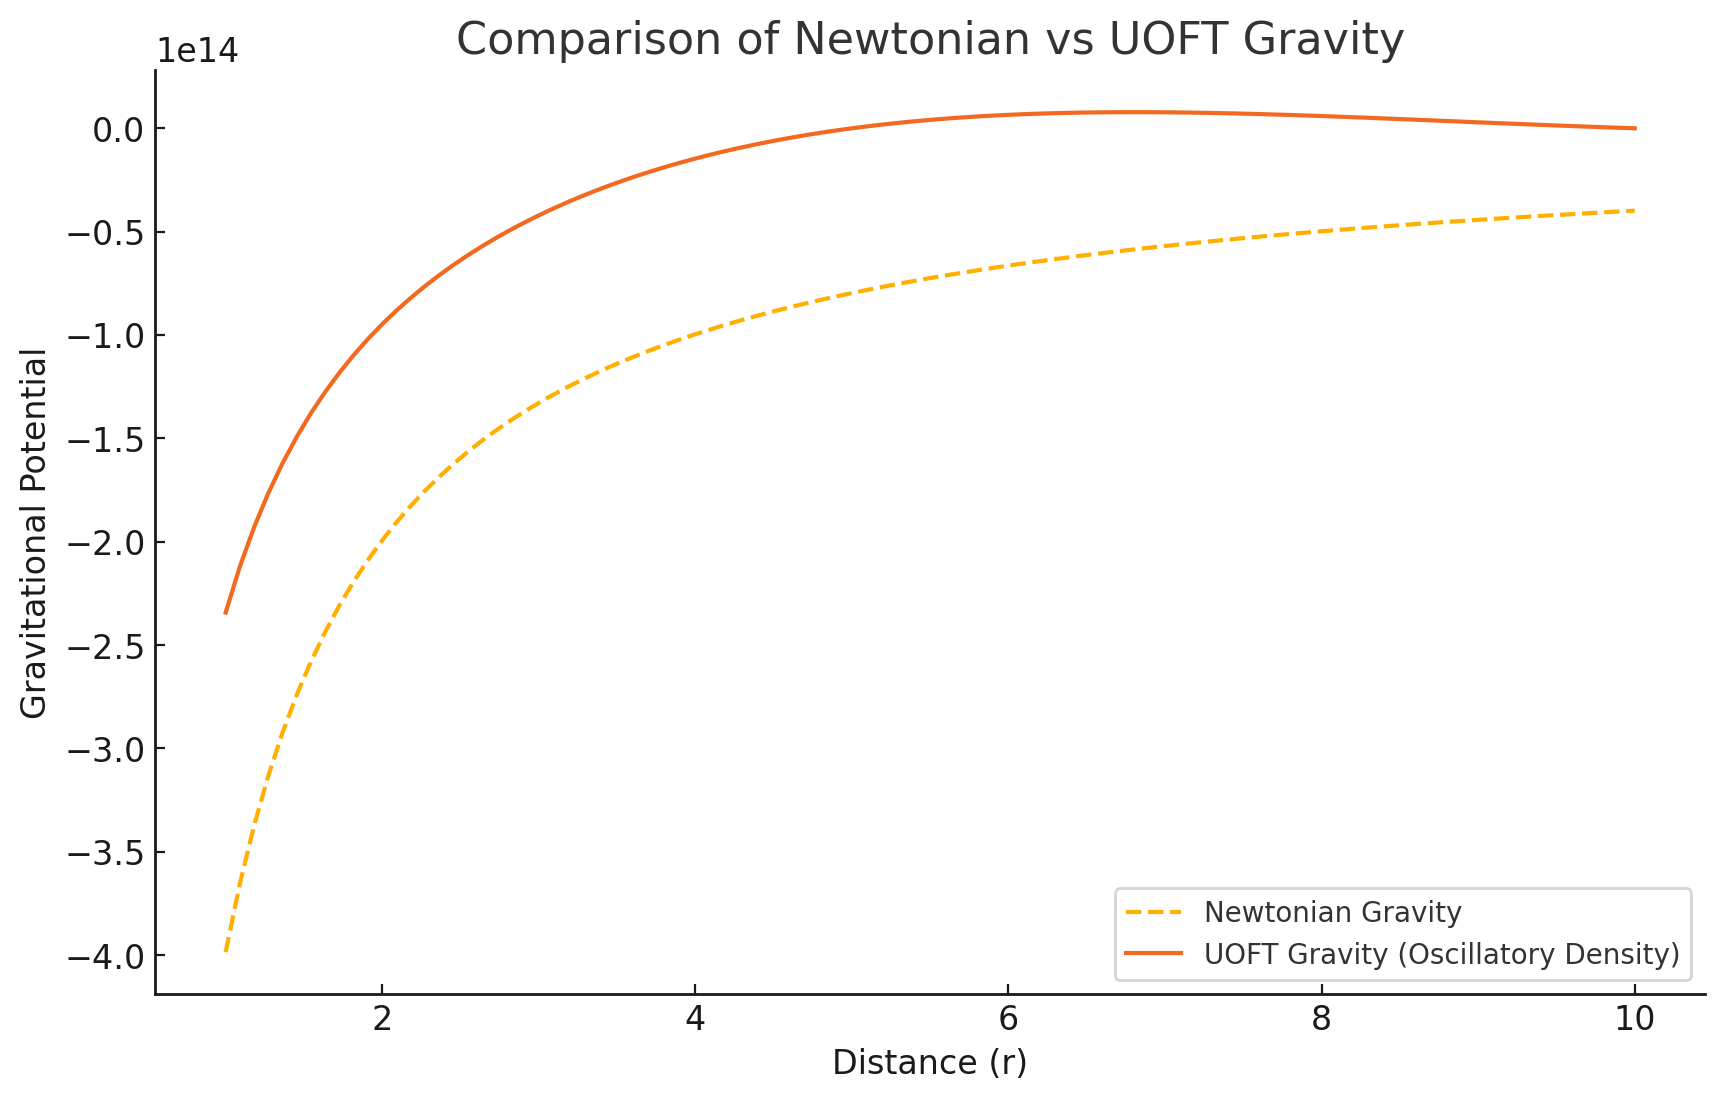 Comparison of Newtonian vs UOFT Gravity
1e14
0.0
−0.5
−1.0
−1.5
−2.0
−2.5
−3.0
−3.5
−4.0
Gravitational Potential
2 4 6 8 10
Distance (r)
Newtonian Gravity
UOFT Gravity (Oscillatory Density)